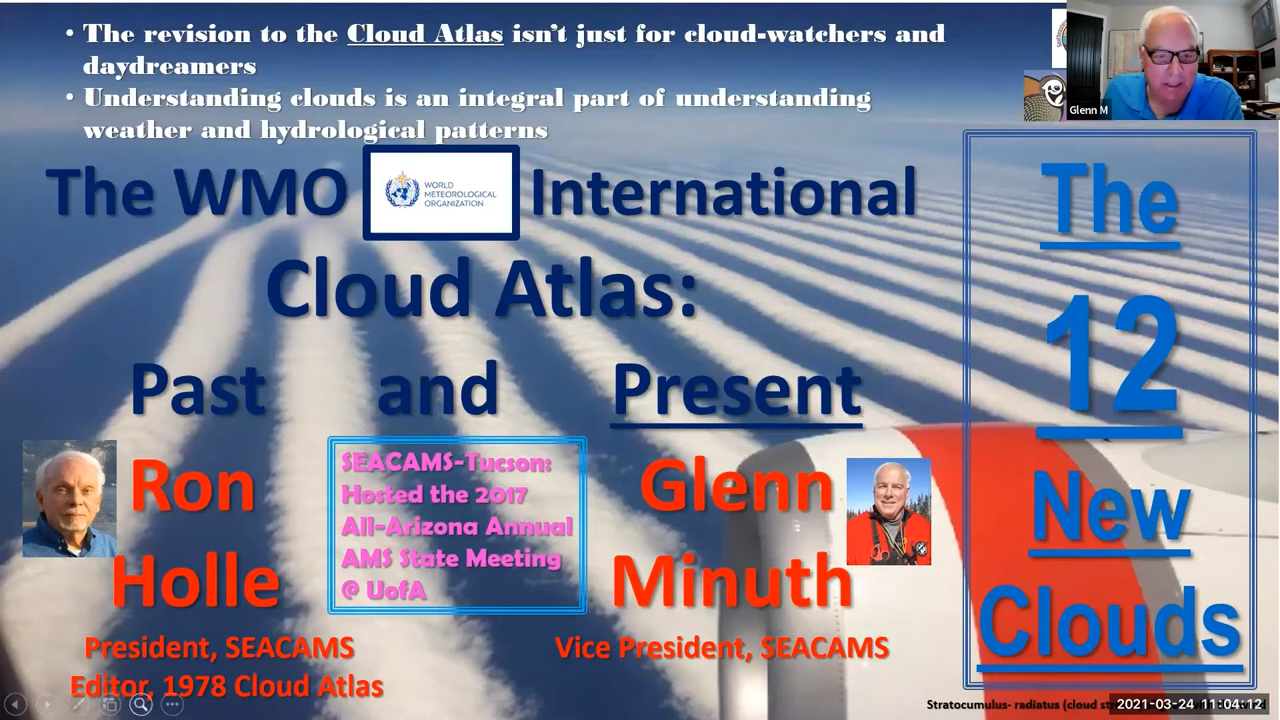 • The revision to the Cloud Atlas isn't just for cloud-watchers and
daydreamers
• Understanding clouds is an integral part of understanding
weather and hydrological patterns
Glenn M
The WMO
WORLD
METEOROLOGICAL
ORGANIZATION
International
Cloud Atlas:
Past and Present
Ron
Holle
President, SEACAMS
Editor, 1978 Cloud Atlas
SEACAMS-Tucson:
Hosted the 2017
All-Arizona Annual
AMS State Meeting
@ UofA
Glenn
Minuth
Vice President, SEACAMS
The
12
New
Clouds
Stratocumulus- radiatus (cloud
2021-03-24 11:04:12